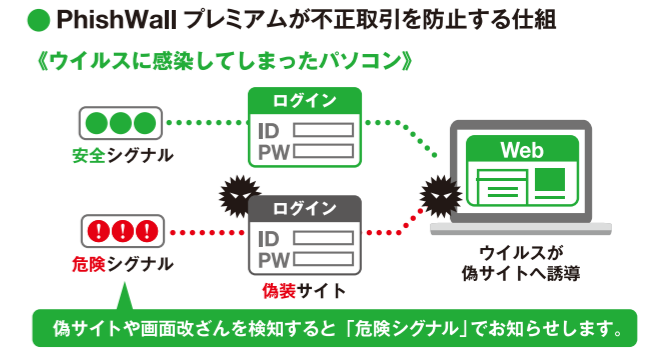 ● PhishWall プレミアムが不正取引を防止する仕組
《ウイルスに感染してしまったパソコン》
安全シグナル
ログイン
ID
PW
Web
!!!
危険シグナル
ログイン
ID
PW
偽装サイト
ウイルスが
偽サイトへ誘導
偽サイトや画面改ざんを検知すると「危険シグナル」でお知らせします。